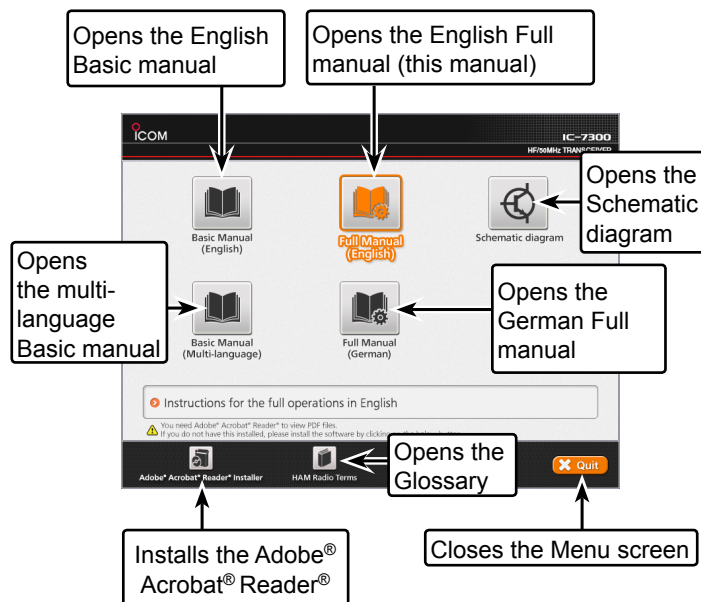 Opens the English
Basic manual
Opens the English Full
manual (this manual)
ICOM
IC-7300
HF/50MHz TRANSCEIVER
Basic Manual
(English)
Full Manual
(English)
Schematic diagram
Opens the
Schematic
diagram
Opens
the multi-
language
Basic manual
Basic Manual
(Multi-language)
Full Manual
(German)
Opens the
German Full
manual
Instructions for the full operations in English
You need Adobe® Acrobat® Reader® to view PDF files.
If you do not have this installed, please install the software by clicking on the below button.
Adobe® Acrobat® Reader® Installer
HAM Radio Terms
Opens the
Glossary
Quit
Installs the Adobe®
Acrobat® Reader®
Closes the Menu screen